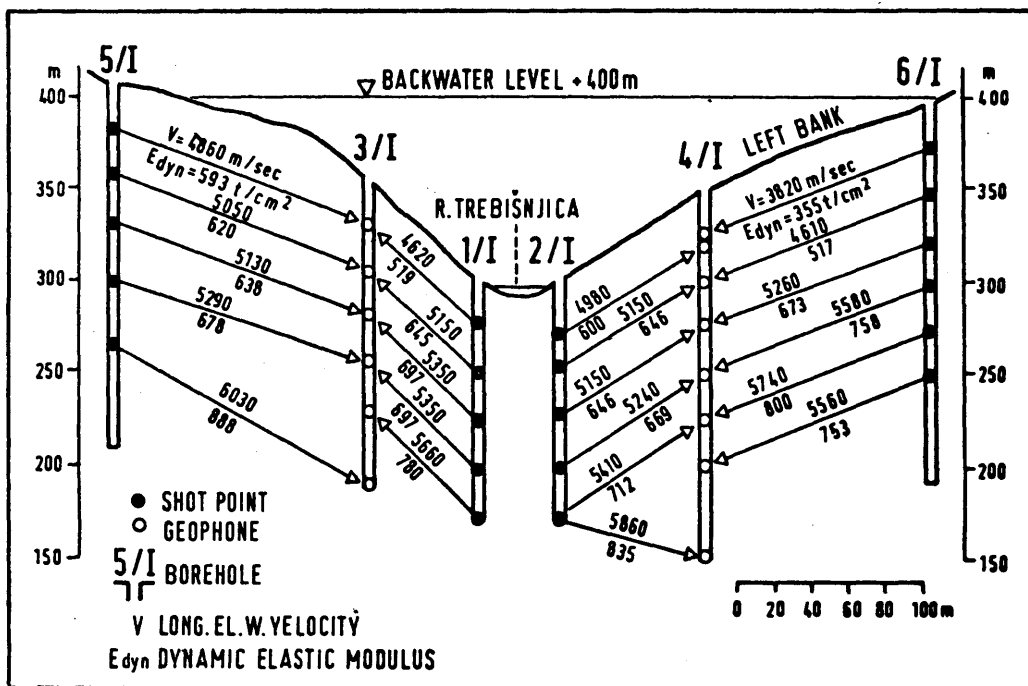 5/I
6/I
m
m
BACKWATER LEVEL + 400m
400
400
3/I
4/I
LEFT BANK
V= 4860 m/sec
Edyn = 593 t/cm²
V= 3820 m/sec
Edyn= 355t/cm²
350
350
R.TREBIŠNJICA
5050
620
4610
517
1/I
2/I
4620
519
4980
600
5130
638
5260
673
300
300
5290
678
5150
645
5150
646
5580
758
5350
697
5150
646
250
250
5350
697
5240
669
5740
800
6030
888
5660
780
5410
712
5560
753
200
200
5860
835
150
150
SHOT POINT
GEOPHONE
5/I BOREHOLE
V LONG.EL.W.YELOCITY
Edyn DYNAMIC ELASTIC MODULUS
0 20 40 60 80 100m